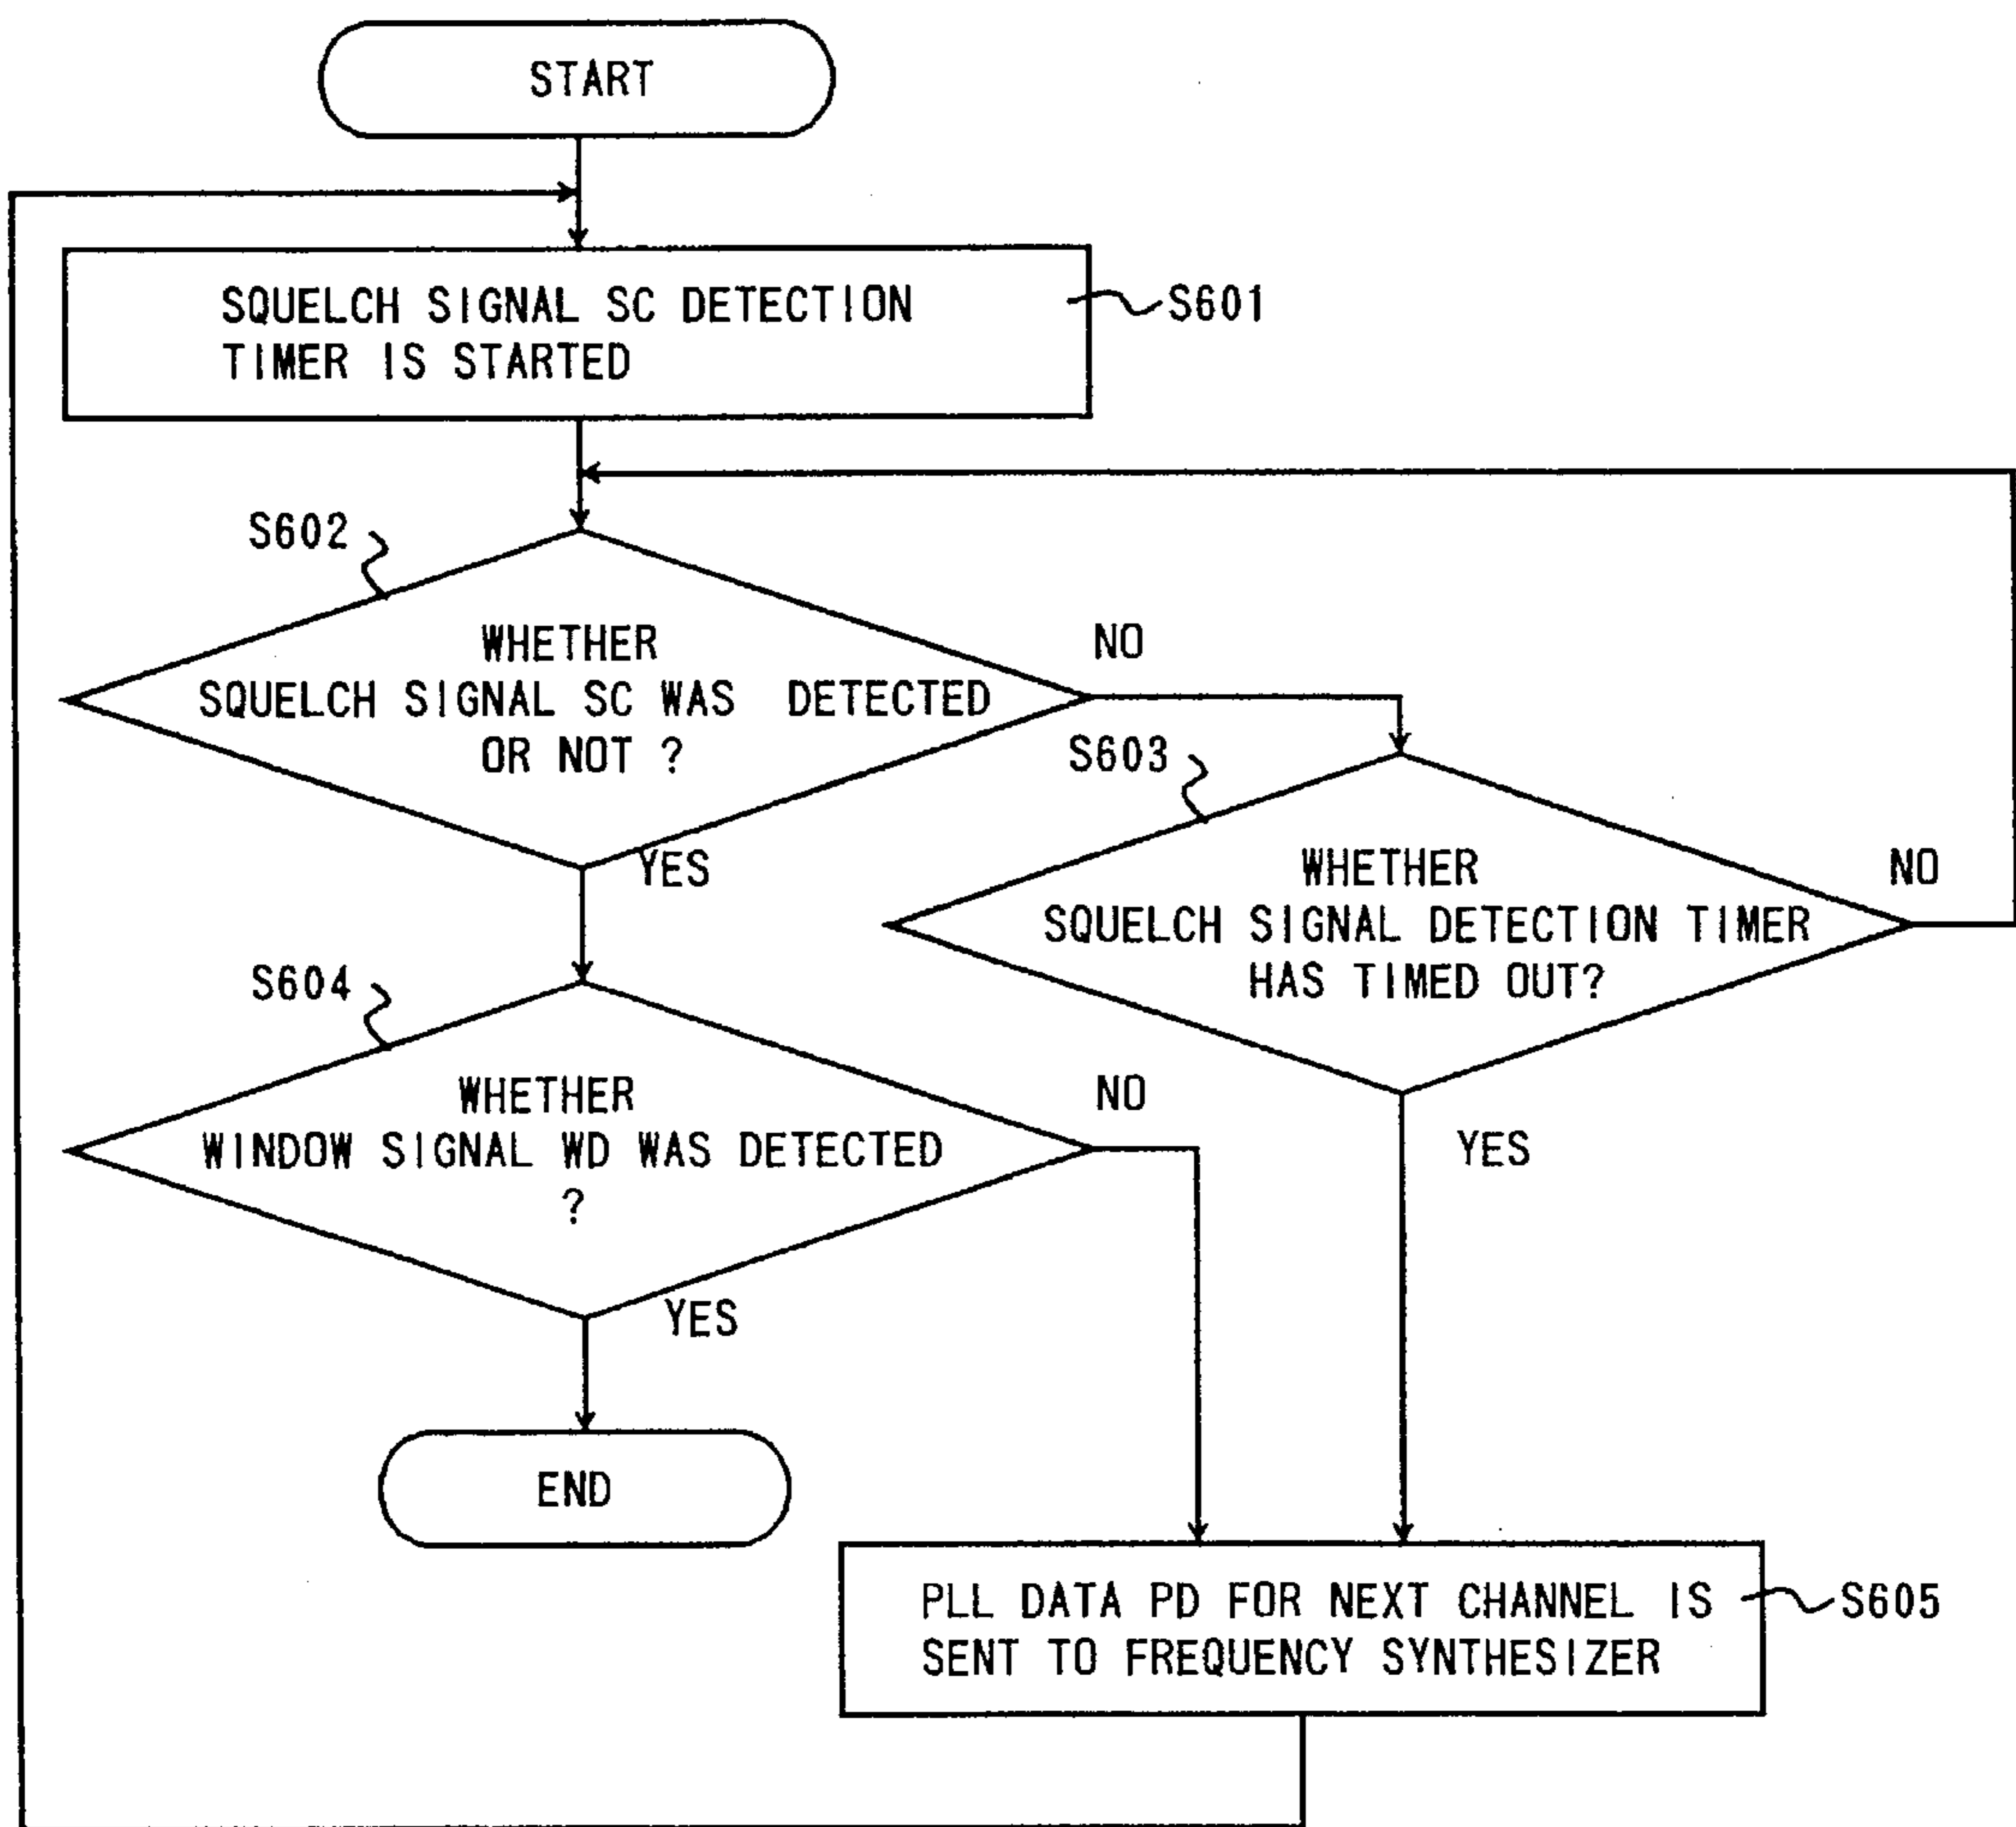 START
SQUELCH SIGNAL SC DETECTION
TIMER IS STARTED
S601
S602
WHETHER
SQUELCH SIGNAL SC WAS DETECTED
OR NOT ?
NO
YES
S603
WHETHER
SQUELCH SIGNAL DETECTION TIMER
HAS TIMED OUT?
NO
YES
S604
WHETHER
WINDOW SIGNAL WD WAS DETECTED
?
NO
YES
END
PLL DATA PD FOR NEXT CHANNEL IS
SENT TO FREQUENCY SYNTHESIZER
S605